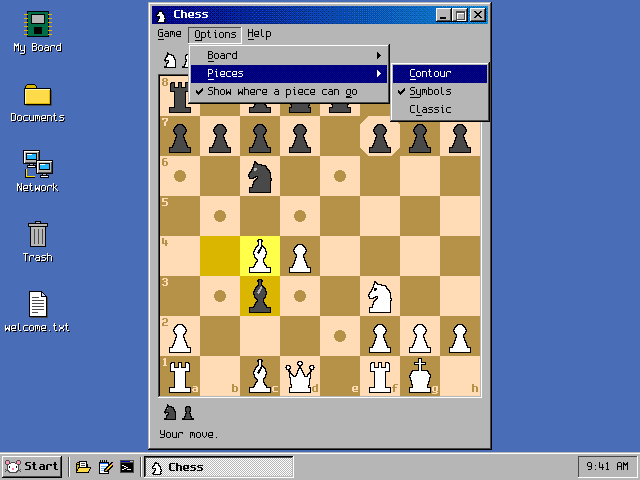 My Board
Documents
Network
Trash
welcome.txt
Chess
Game Options Help
Board
Pieces
Show where a piece can go
Contour
Symbols
Classic
8
7
6
5
4
3
2
1
a b c d e f g h
Your move.
Start
Chess
9:41 AM